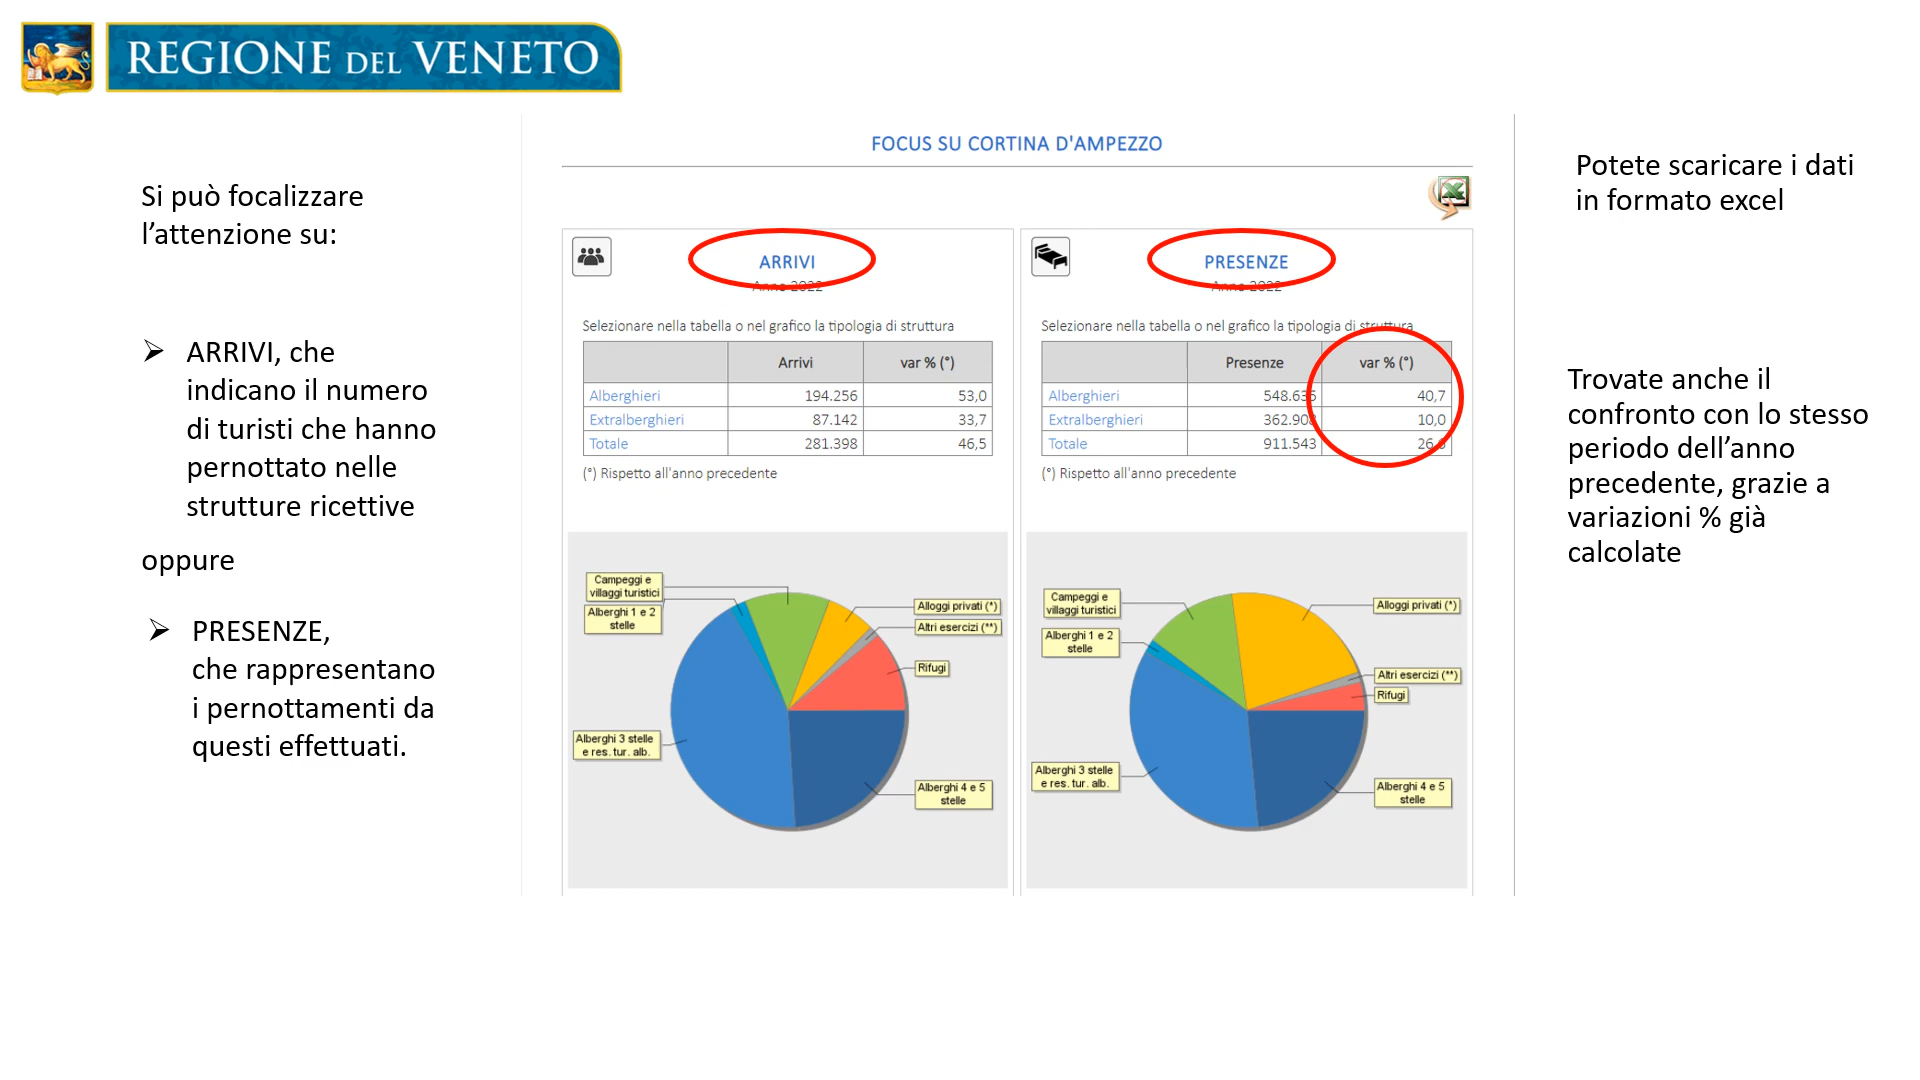 REGIONE DEL VENETO
Si può focalizzare
l’attenzione su:
⮚ ARRIVI, che
indicano il numero
di turisti che hanno
pernottato nelle
strutture ricettive
oppure
⮚ PRESENZE,
che rappresentano
i pernottamenti da
questi effettuati.
FOCUS SU CORTINA D'AMPEZZO
ARRIVI
Anno 2022
Selezionare nella tabella o nel grafico la tipologia di struttura
Arrivi var % (°)
Alberghieri 194.256 53,0
Extralberghieri 87.142 33,7
Totale 281.398 46,5
(°) Rispetto all'anno precedente
Campeggi e
villaggi turistici
Alberghi 1 e 2
stelle
Alloggi privati (*)
Altri esercizi (**)
Rifugi
Alberghi 3 stelle
e res. tur. alb.
Alberghi 4 e 5
stelle
PRESENZE
Anno 2022
Selezionare nella tabella o nel grafico la tipologia di struttura
Presenze var % (°)
Alberghieri 548.635 40,7
Extralberghieri 362.908 10,0
Totale 911.543
(°) Rispetto all'anno precedente
Campeggi e
villaggi turistici
Alberghi 1 e 2
stelle
Alloggi privati (*)
Altri esercizi (**)
Rifugi
Alberghi 3 stelle
e res. tur. alb.
Alberghi 4 e 5
stelle
Potete scaricare i dati
in formato excel
Trovate anche il
confronto con lo stesso
periodo dell’anno
precedente, grazie a
variazioni % già
calcolate